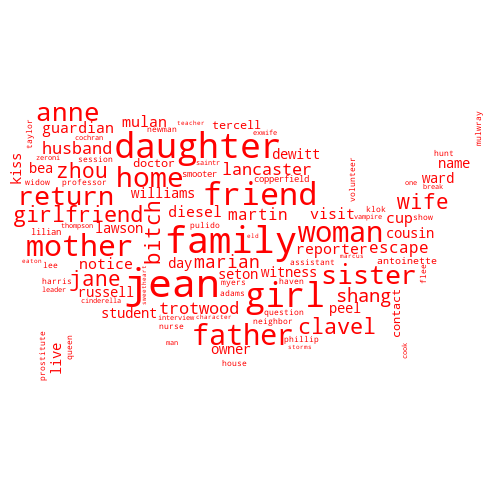 anne
mulan
teacher
tercell
mulwray
taylor
guardian
newman
exwife
cochran
husband
daughter
dewitt
hunt
kiss
zeroni
session
doctor
saintr
name
bea
zhou
home
smooter
lancaster
volunteer
one
ward
widow
professor
copperfield
break
return
williams
friend
wife
girlfriend
bitch
diesel
martin
visit
klok
vampire
cup
show
thompson
lawson
pulido
woman
cousin
lilian
family
eld
reporter
escape
mother
notice
day
marian
marcus
antoinette
eaton
lee
jane
sweetheart
seton
witness
sister
flee
harris
jean
myers
haven
leader
russell
adams
girl
shang
cinderella
student
trotwood
question
peel
contact
interview
character
neighbor
clavel
nurse
father
phillip
prostitute
live
queen
man
owner
storms
cook
house